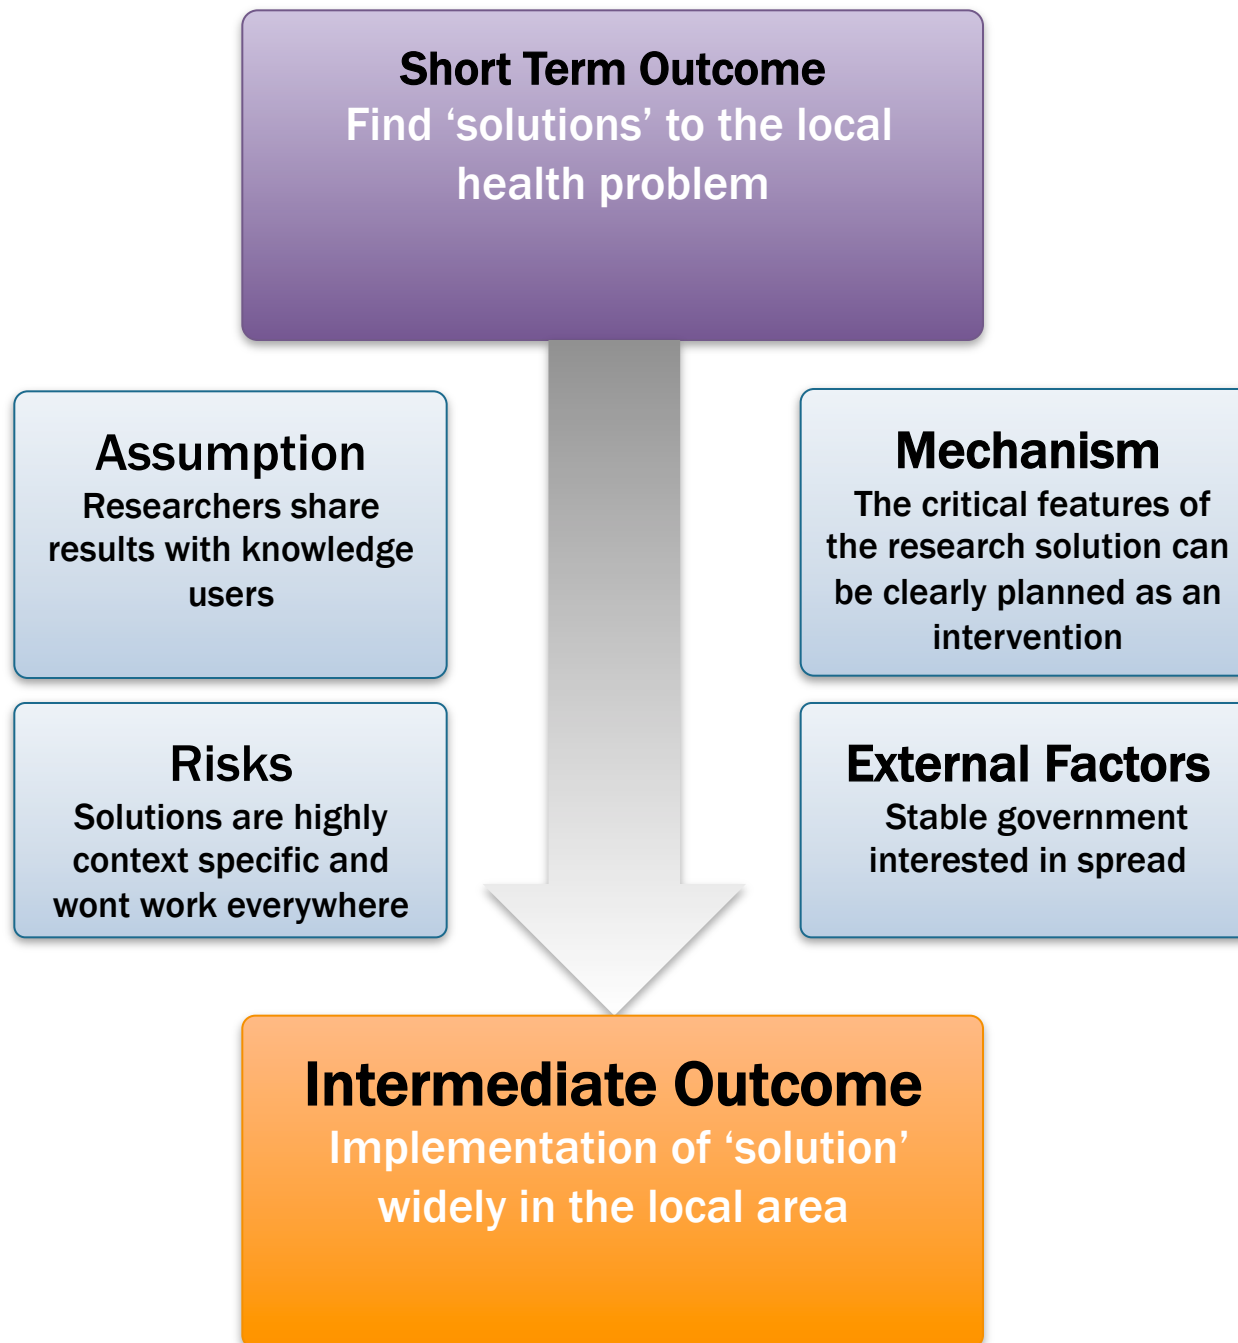 Short Term Outcome
Find ‘solutions’ to the local
health problem
Assumption
Researchers share
results with knowledge
users
Mechanism
The critical features of
the research solution can
be clearly planned as an
intervention
Risks
Solutions are highly
context specific and
wont work everywhere
External Factors
Stable government
interested in spread
Intermediate Outcome
Implementation of ‘solution’
widely in the local area